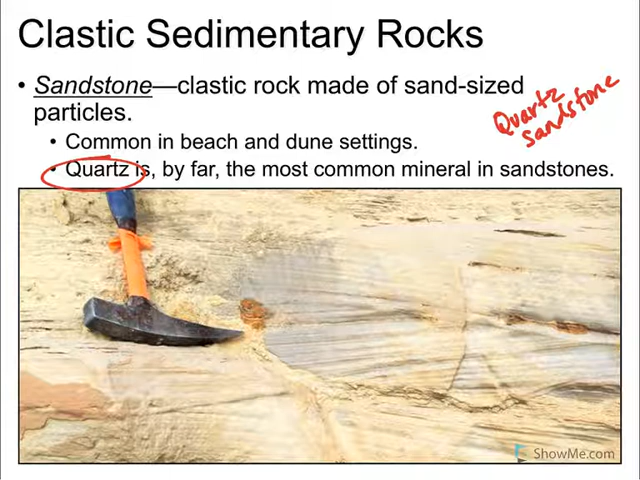 Clastic Sedimentary Rocks
• Sandstone—clastic rock made of sand-sized
particles.
Quartz
sandstone
• Common in beach and dune settings.
• Quartz is, by far, the most common mineral in sandstones.
ShowMe.com